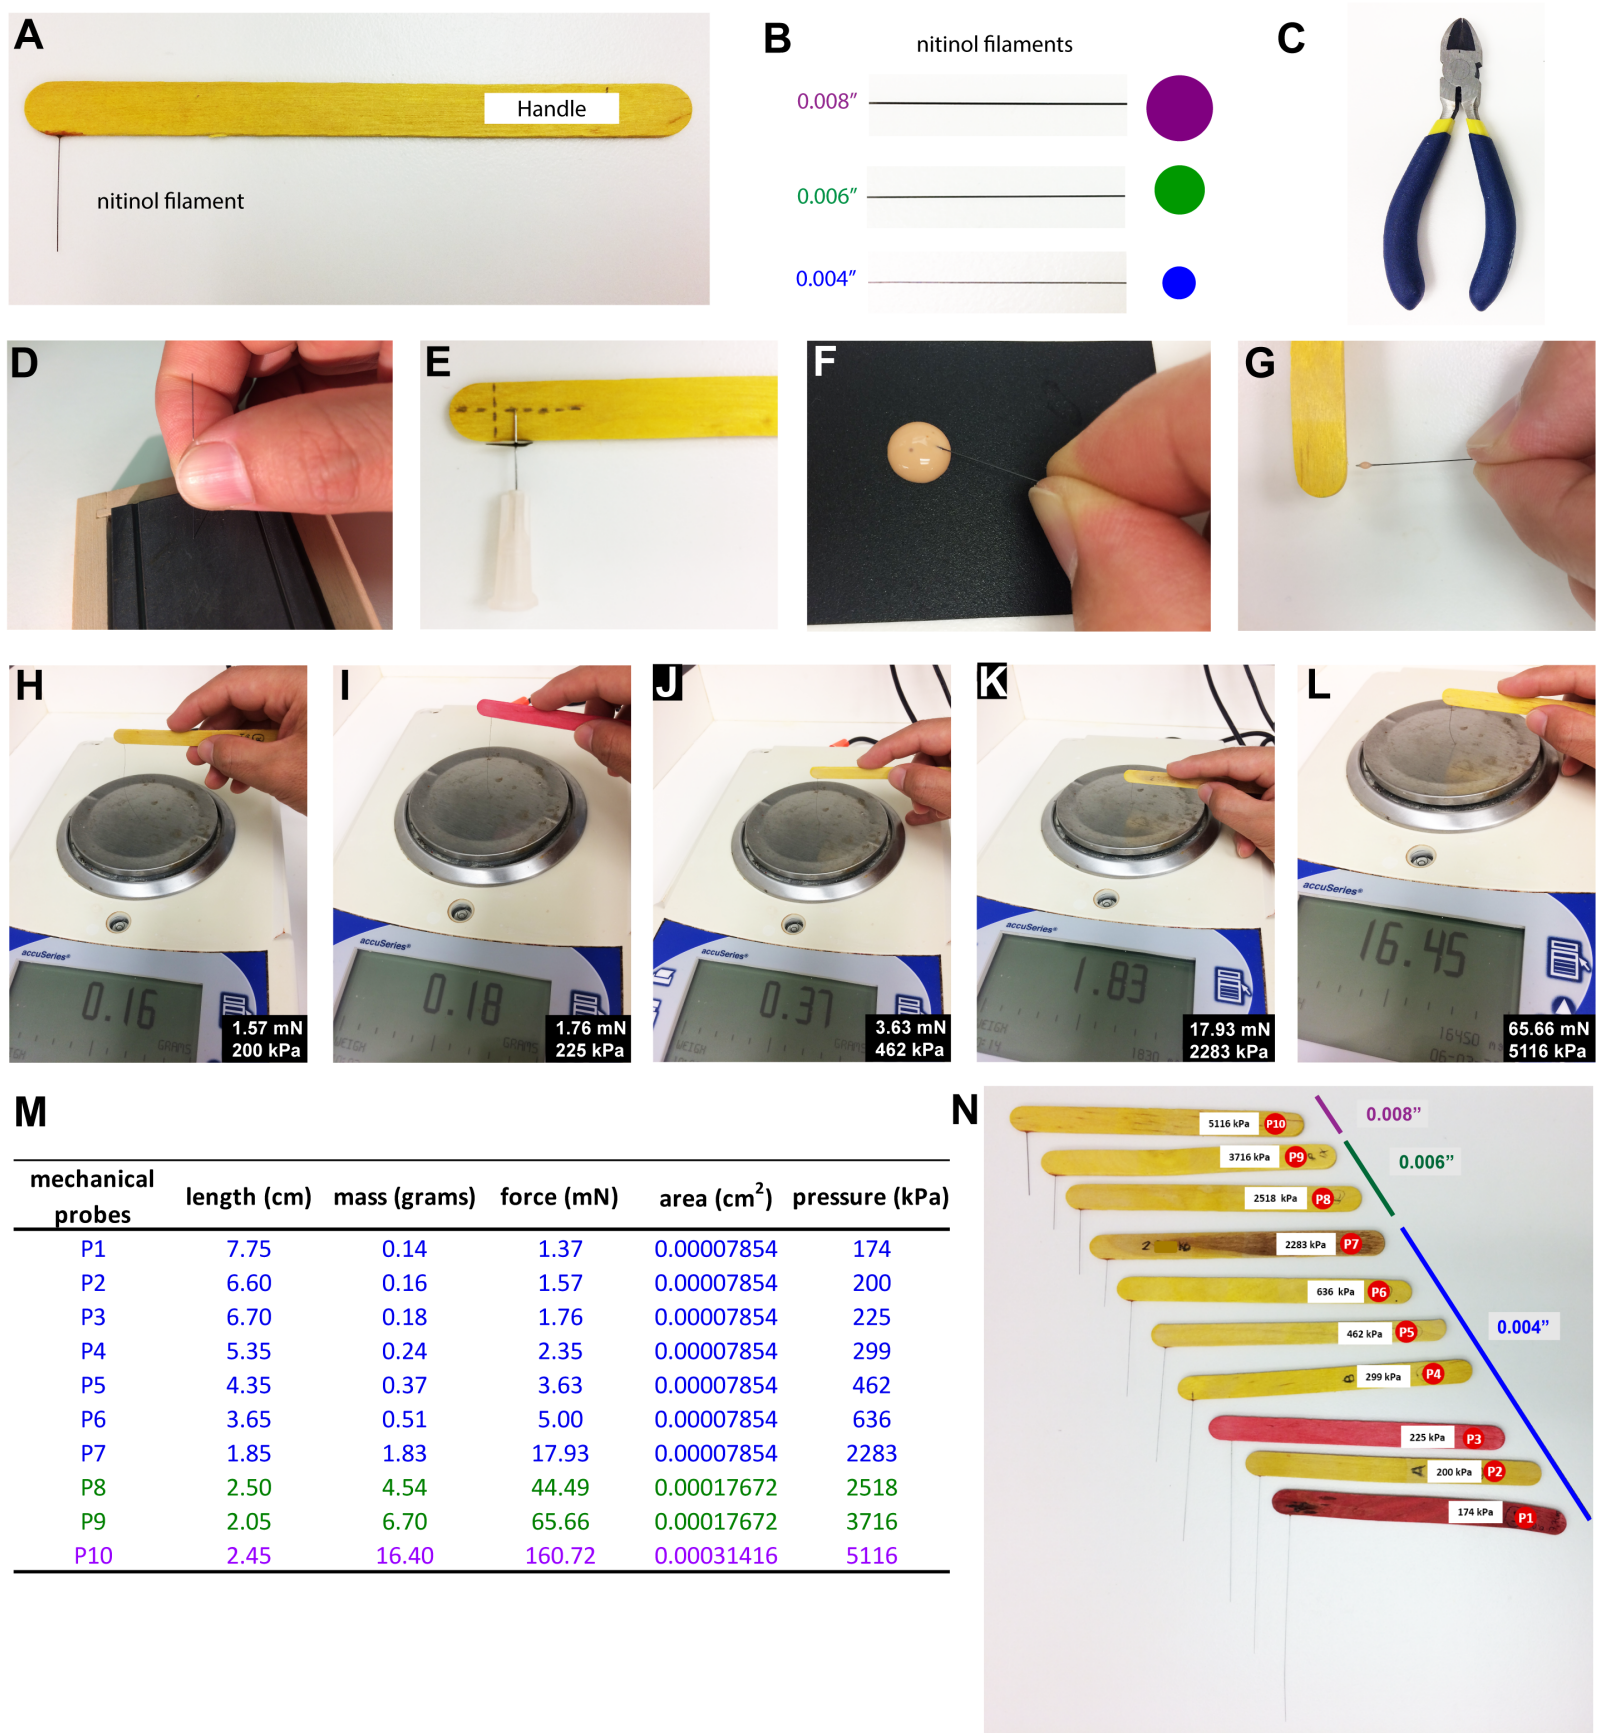 A
Handle
nitinol filament
B
nitinol filaments
0.008”
0.006”
0.004”
C
D
E
F
G
H
accuSeries®
0.16
GRAMS
1.57 mN
200 kPa
I
accuSeries®
0.18
GRAMS
1.76 mN
225 kPa
J
accuSeries®
0.37
WEIGH
GRAMS
3.63 mN
462 kPa
K
accuSeries®
1.83
WEIGH
17.93 mN
2283 kPa
L
accuSeries®
16.45
65.66 mN
5116 kPa
M
mechanical probes length (cm) mass (grams) force (mN) area (cm2) pressure (kPa)
P1 7.75 0.14 1.37 0.00007854 174
P2 6.60 0.16 1.57 0.00007854 200
P3 6.70 0.18 1.76 0.00007854 225
P4 5.35 0.24 2.35 0.00007854 299
P5 4.35 0.37 3.63 0.00007854 462
P6 3.65 0.51 5.00 0.00007854 636
P7 1.85 1.83 17.93 0.00007854 2283
P8 2.50 4.54 44.49 0.00017672 2518
P9 2.05 6.70 65.66 0.00017672 3716
P10 2.45 16.40 160.72 0.00031416 5116
N
5116 kPa P10
0.008”
3716 kPa P9
0.006”
2518 kPa P8
2283 kPa P7
636 kPa P6
0.004”
462 kPa P5
B 299 kPa P4
225 kPa P3
A 200 kPa P2
174 kPa P1